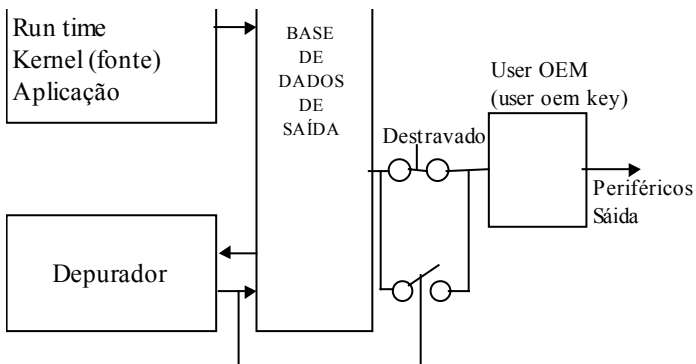 Run time
Kernel (fonte)
Aplicação
BASE
DE
DADOS
DE
SAÍDA
User OEM
(user oem key)
Destravado
Periféricos
Sáida
Depurador